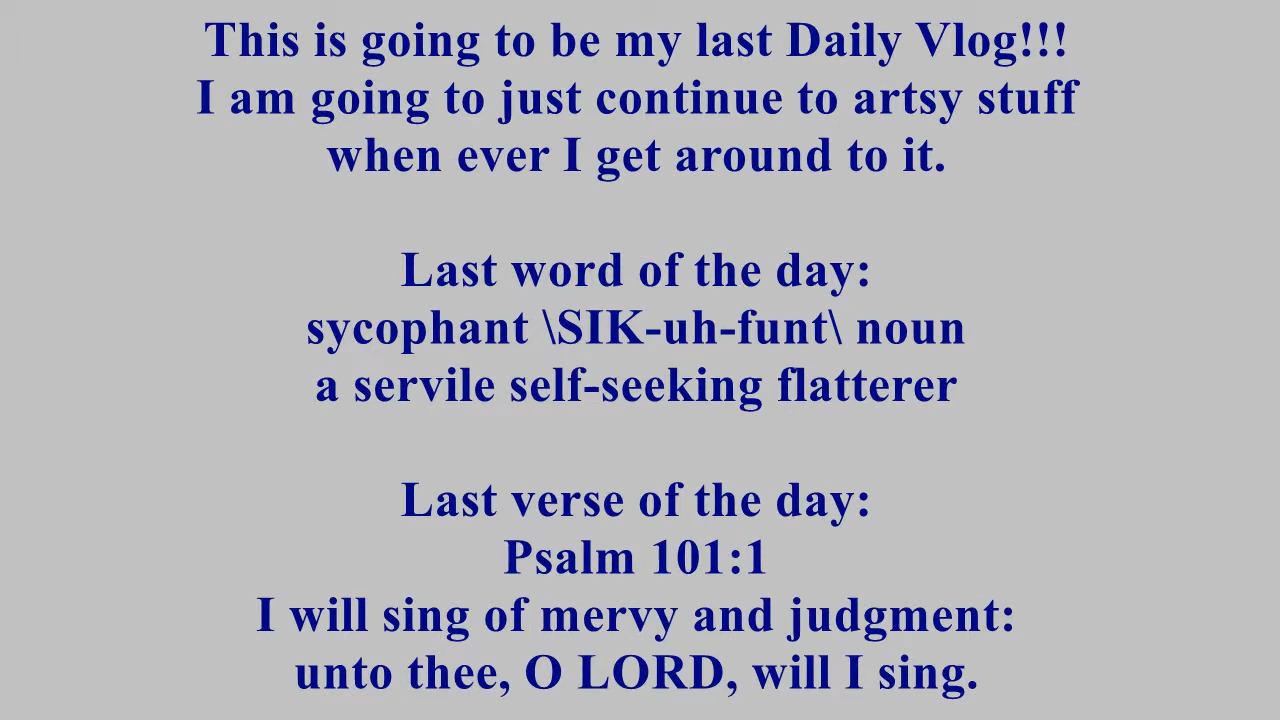 This is going to be my last Daily Vlog!!!
I am going to just continue to artsy stuff
when ever I get around to it.
Last word of the day:
sycophant \SIK-uh-funt\ noun
a servile self-seeking flatterer
Last verse of the day:
Psalm 101:1
I will sing of mervy and judgment:
unto thee, O LORD, will I sing.